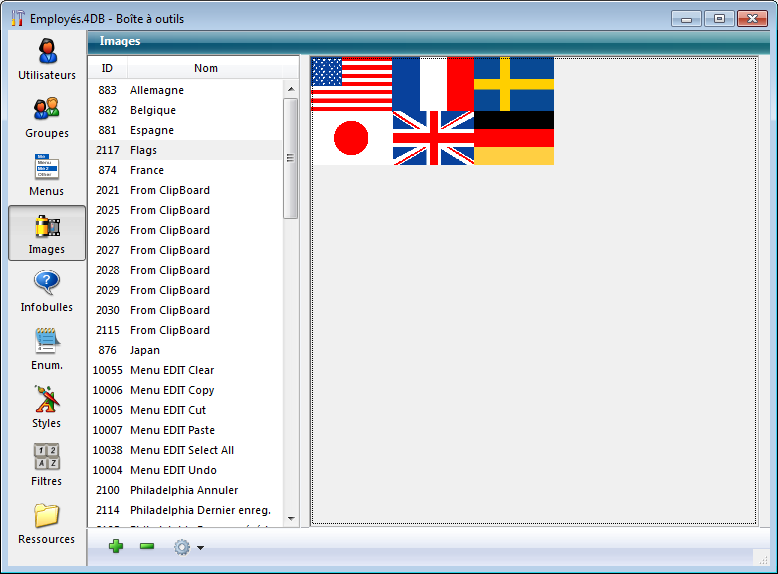 Employés.4DB - Boîte à outils
Images
Utilisateurs
Groupes
Menus
Images
Infobulles
Enum.
Styles
Filtres
Ressources
ID Nom
883 Allemagne
882 Belgique
881 Espagne
2117 Flags
874 France
2021 From ClipBoard
2025 From ClipBoard
2026 From ClipBoard
2027 From ClipBoard
2028 From ClipBoard
2029 From ClipBoard
2030 From ClipBoard
2115 From ClipBoard
876 Japan
10055 Menu EDIT Clear
10006 Menu EDIT Copy
10005 Menu EDIT Cut
10007 Menu EDIT Paste
10038 Menu EDIT Select All
10004 Menu EDIT Undo
2100 Philadelphia Annuler
2114 Philadelphia Dernier enreg.